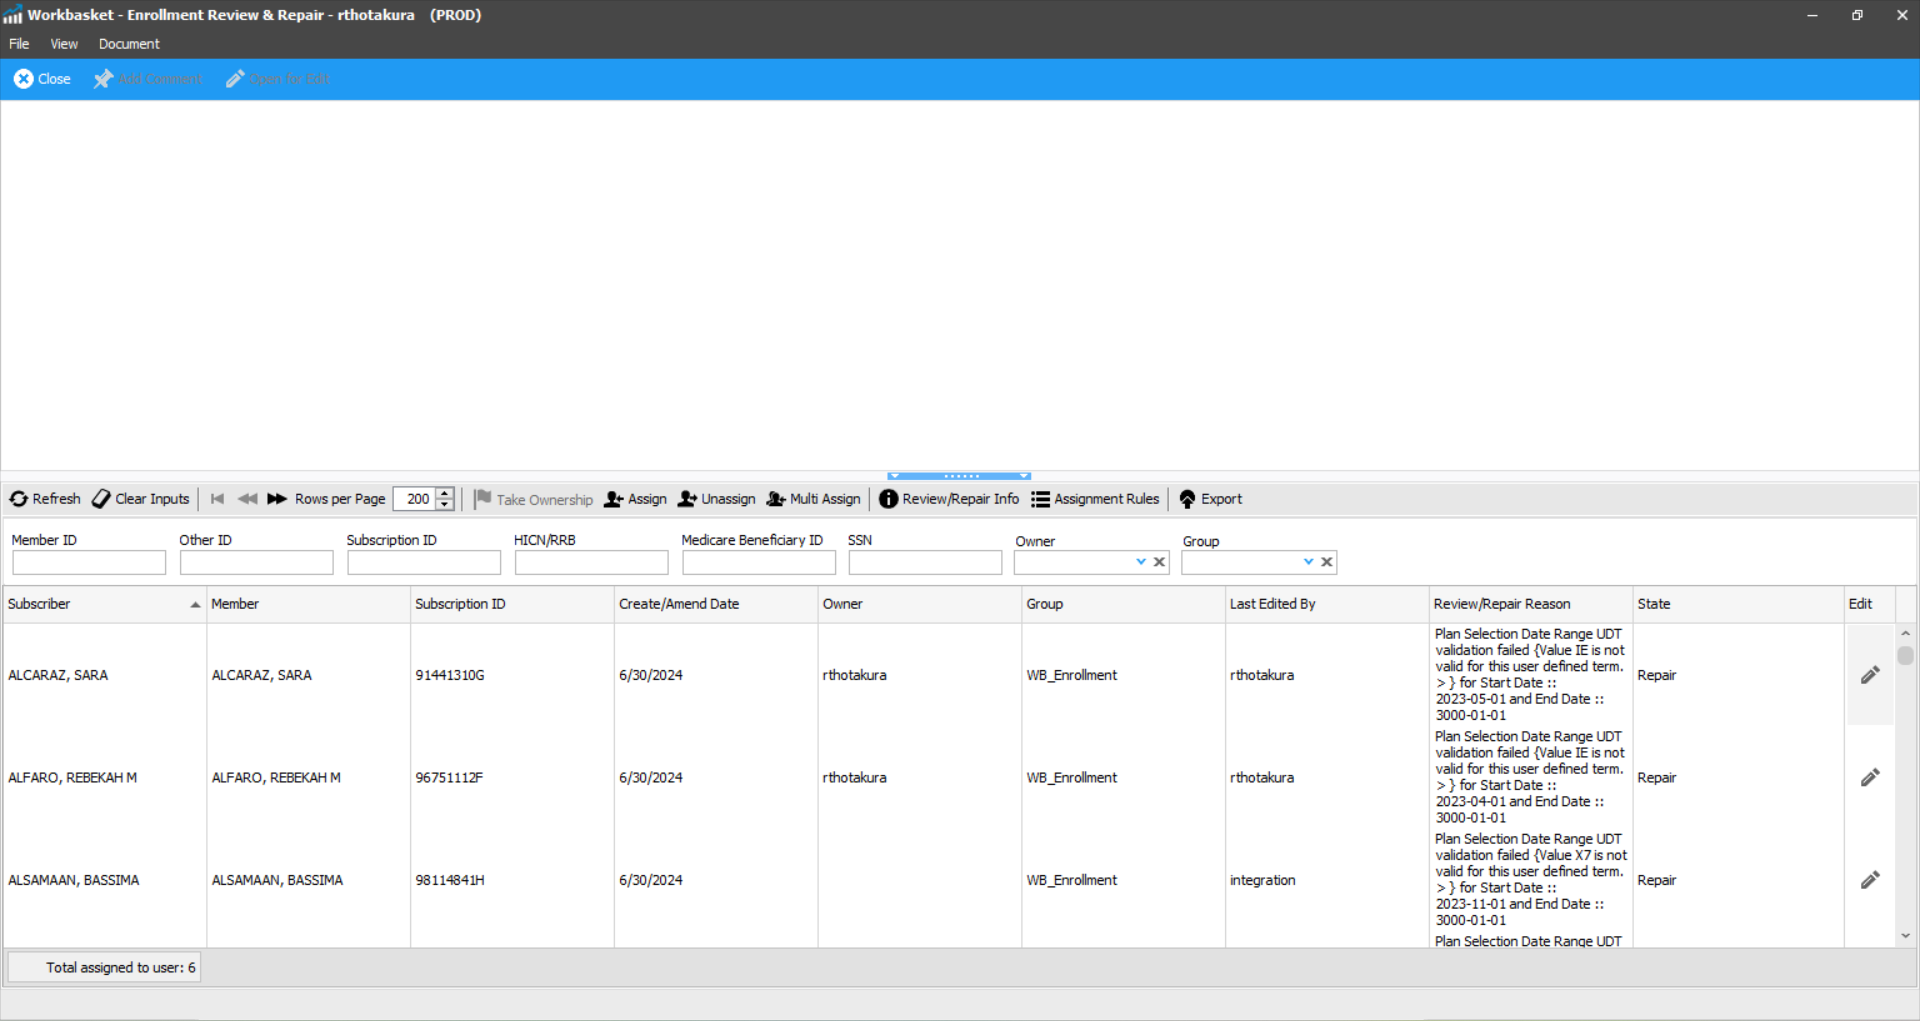 Workbasket - Enrollment Review & Repair - rthotakura (PROD)
File View Document
Close Add Comment Open for Edit
Refresh Clear Inputs Rows per Page 200 Take Ownership Assign Unassign Multi Assign Review/Repair Info Assignment Rules Export
Member ID Other ID Subscription ID HICN/RRB Medicare Beneficiary ID SSN Owner Group
Subscriber Member Subscription ID Create/Amend Date Owner Group Last Edited By Review/Repair Reason State Edit
ALCARAZ, SARA ALCARAZ, SARA 91441310G 6/30/2024 rthotakura WB_Enrollment rthotakura
Plan Selection Date Range UDT
validation failed {Value IE is not
valid for this user defined term.
> } for Start Date ::
2023-05-01 and End Date ::
3000-01-01
Repair
ALFARO, REBEKAH M ALFARO, REBEKAH M 96751112F 6/30/2024 rthotakura WB_Enrollment rthotakura
Plan Selection Date Range UDT
validation failed {Value IE is not
valid for this user defined term.
> } for Start Date ::
2023-04-01 and End Date ::
3000-01-01
Repair
ALSAMAAN, BASSIMA ALSAMAAN, BASSIMA 98114841H 6/30/2024 WB_Enrollment integration
Plan Selection Date Range UDT
validation failed {Value X7 is not
valid for this user defined term.
> } for Start Date ::
2023-11-01 and End Date ::
3000-01-01
Repair
Plan Selection Date Range UDT
Total assigned to user: 6